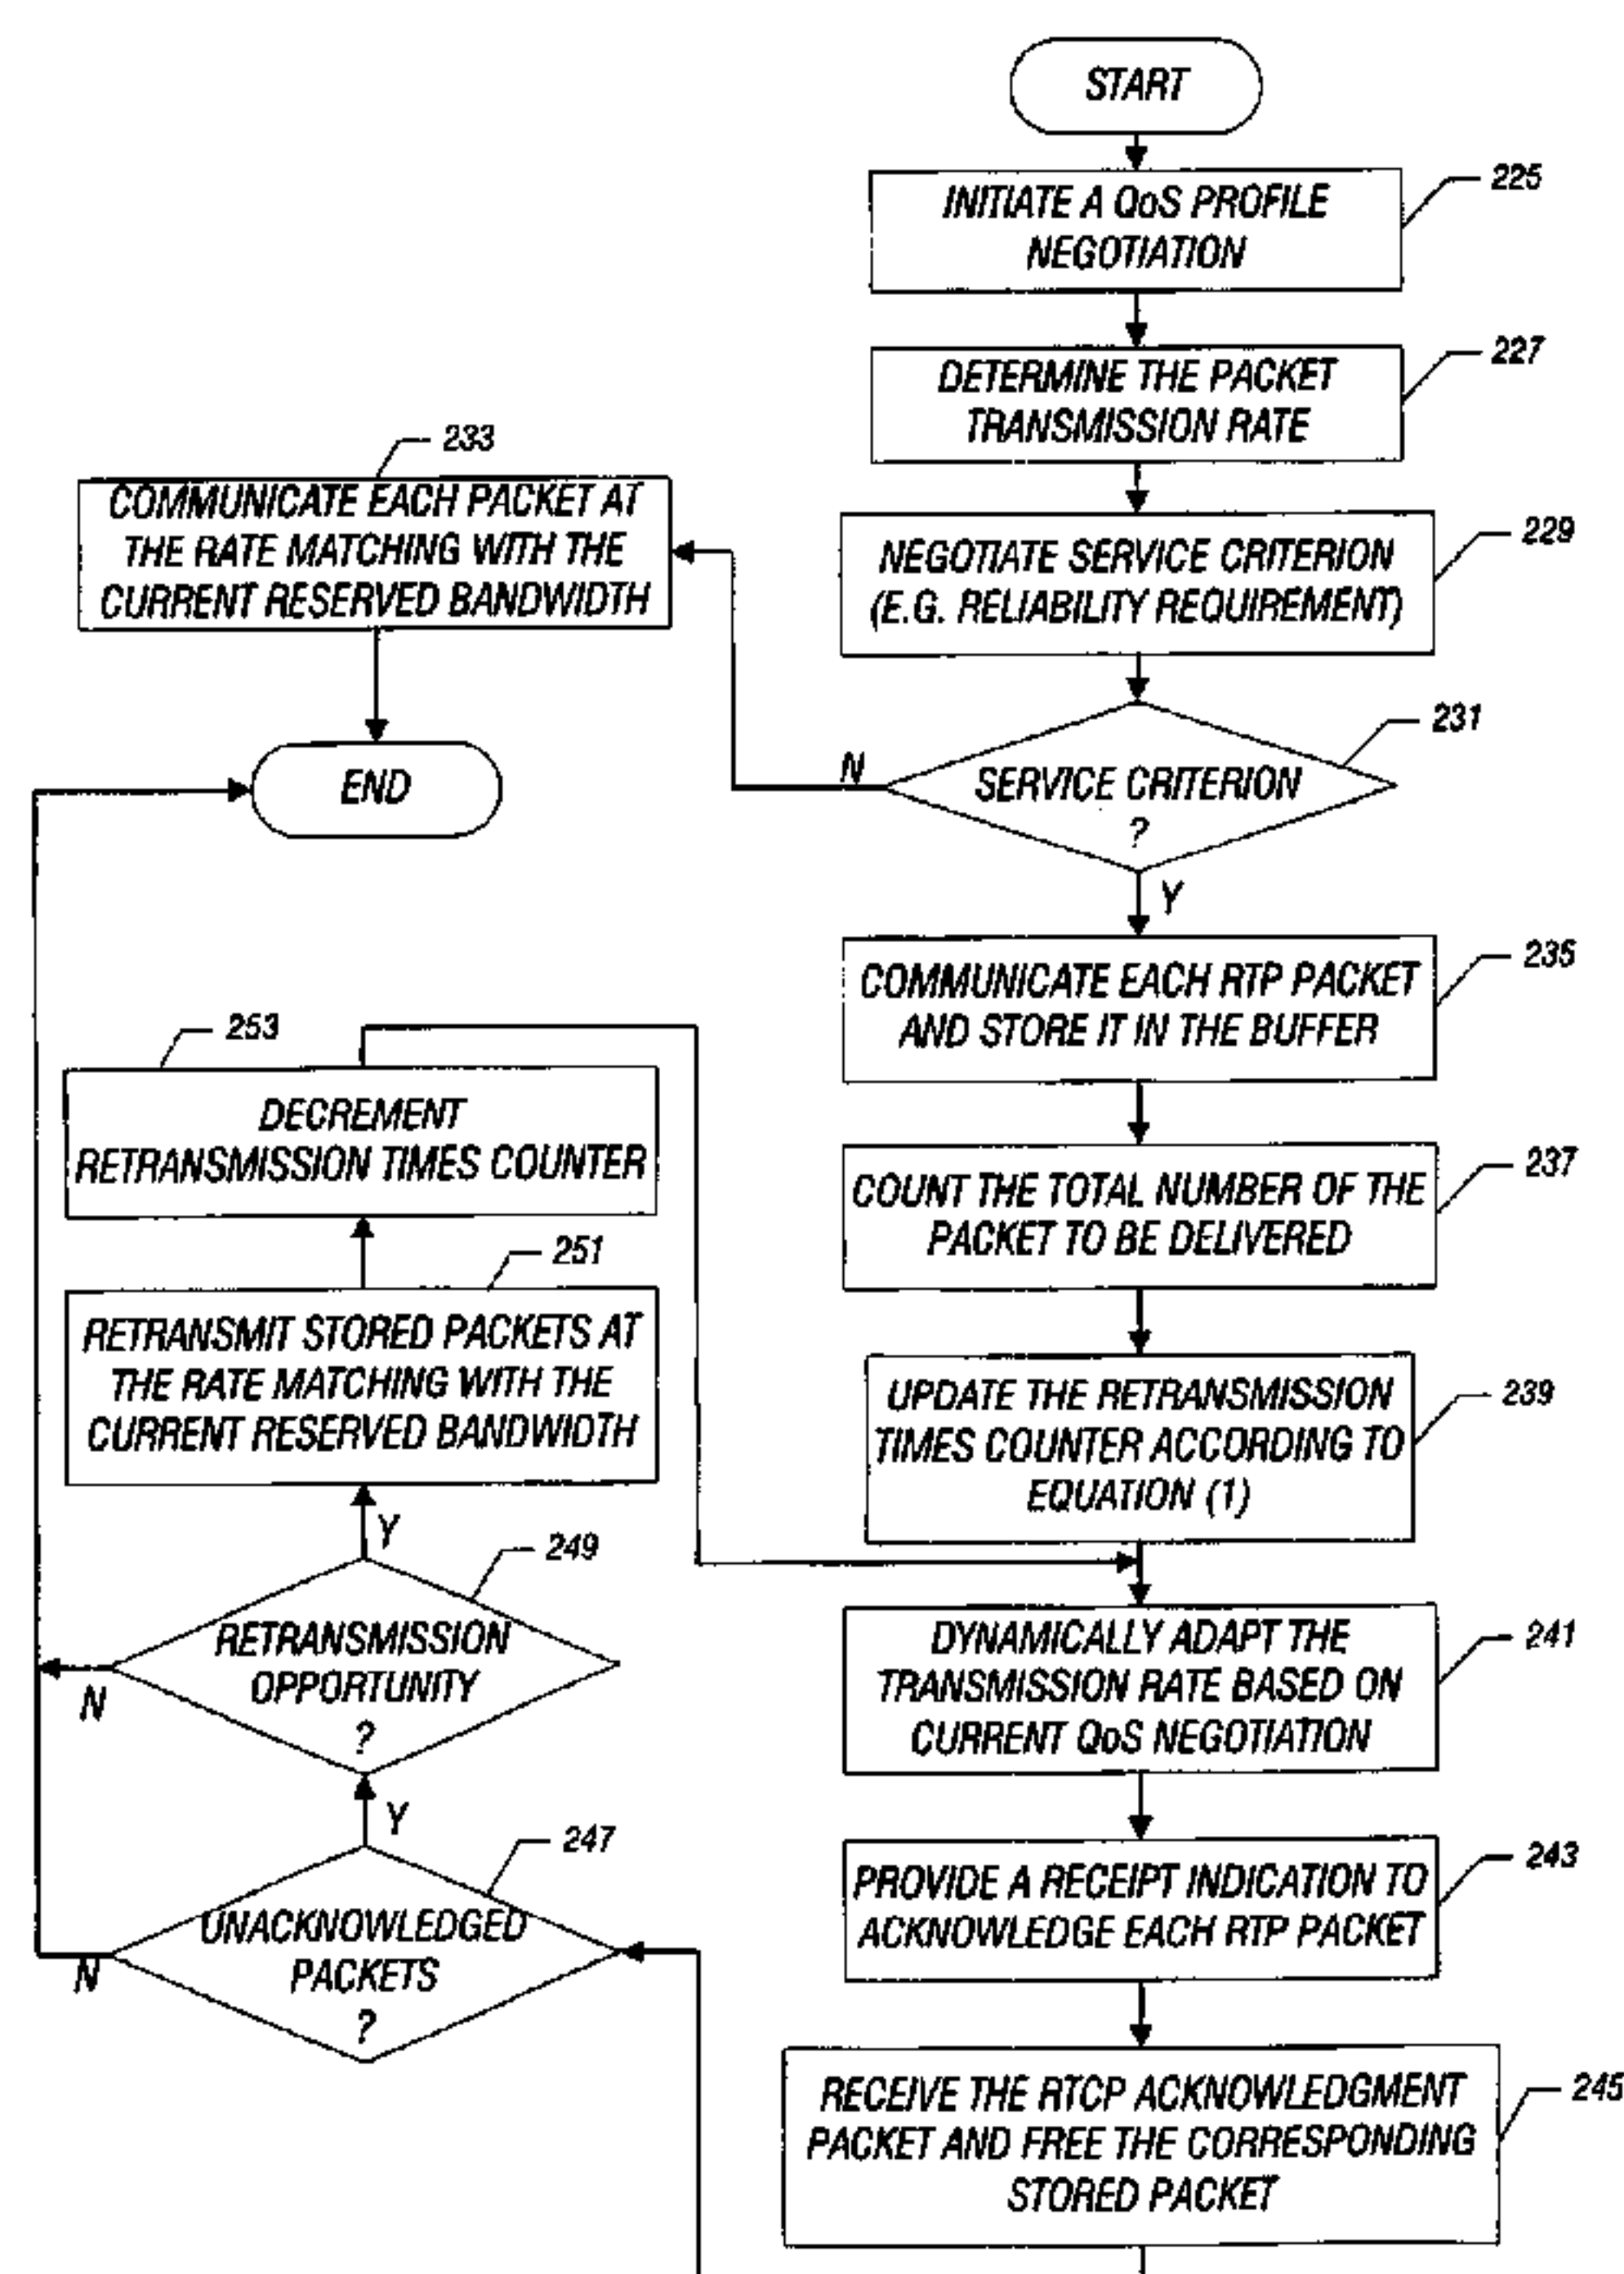 START
INITIATE A QoS PROFILE
NEGOTIATION
225
DETERMINE THE PACKET
TRANSMISSION RATE
227
NEGOTIATE SERVICE CRITERION
(E.G. RELIABILITY REQUIREMENT)
229
SERVICE CRITERION
?
231
N
Y
233
COMMUNICATE EACH PACKET AT
THE RATE MATCHING WITH THE
CURRENT RESERVED BANDWIDTH
END
COMMUNICATE EACH RTP PACKET
AND STORE IT IN THE BUFFER
235
COUNT THE TOTAL NUMBER OF THE
PACKET TO BE DELIVERED
237
UPDATE THE RETRANSMISSION
TIMES COUNTER ACCORDING TO
EQUATION (1)
239
DYNAMICALLY ADAPT THE
TRANSMISSION RATE BASED ON
CURRENT QoS NEGOTIATION
241
PROVIDE A RECEIPT INDICATION TO
ACKNOWLEDGE EACH RTP PACKET
243
RECEIVE THE RTCP ACKNOWLEDGMENT
PACKET AND FREE THE CORRESPONDING
STORED PACKET
245
247
UNACKNOWLEDGED
PACKETS
?
N
Y
249
RETRANSMISSION
OPPORTUNITY
?
N
Y
251
RETRANSMIT STORED PACKETS AT
THE RATE MATCHING WITH THE
CURRENT RESERVED BANDWIDTH
253
DECREMENT
RETRANSMISSION TIMES COUNTER